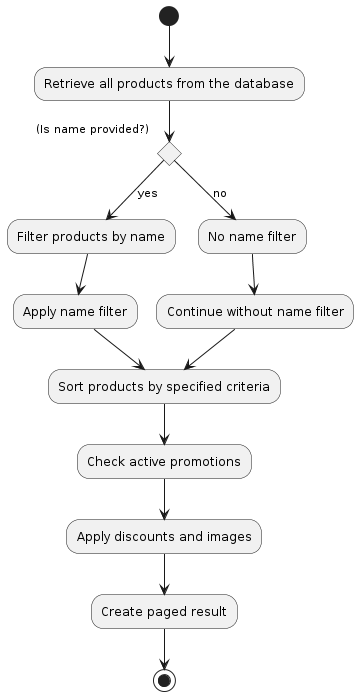 Retrieve all products from the database
(Is name provided?)
yes
no
Filter products by name
No name filter
Apply name filter
Continue without name filter
Sort products by specified criteria
Check active promotions
Apply discounts and images
Create paged result